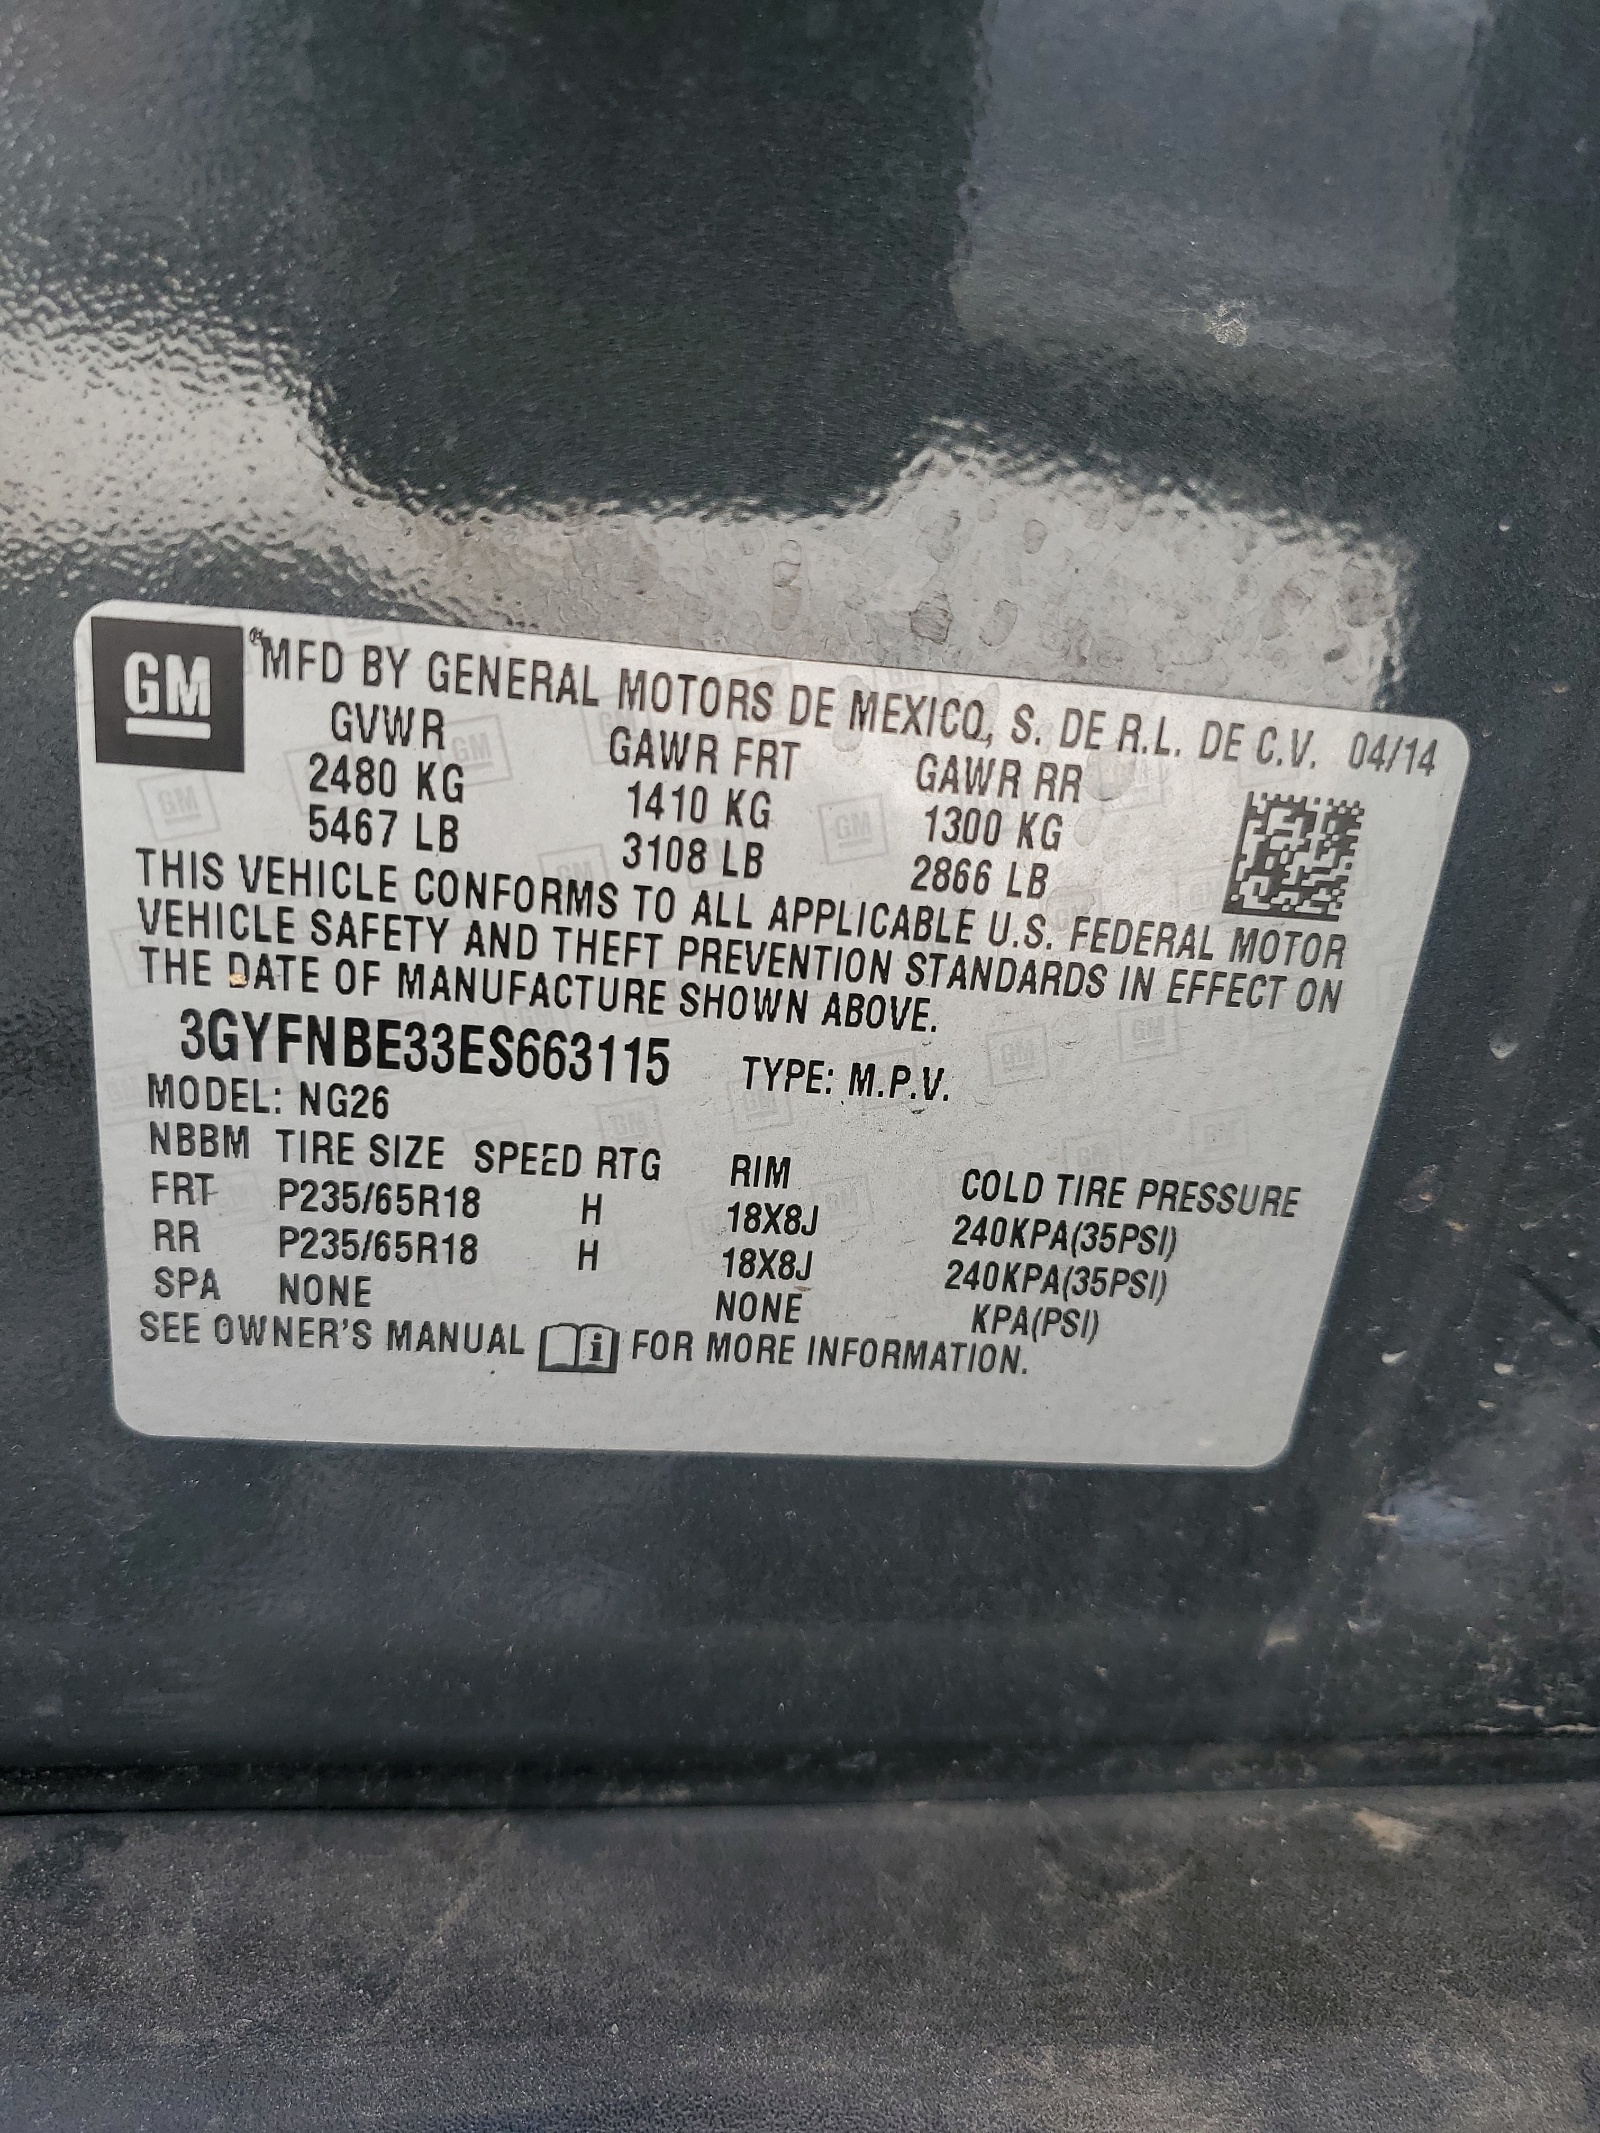 GM
MFD BY GENERAL MOTORS DE MEXICO, S. DE R.L. DE C.V. 04/14
GVWR GAWR FRT GAWR RR
2480 KG 1410 KG 1300 KG
5467 LB 3108 LB 2866 LB
THIS VEHICLE CONFORMS TO ALL APPLICABLE U.S. FEDERAL MOTOR
VEHICLE SAFETY AND THEFT PREVENTION STANDARDS IN EFFECT ON
THE DATE OF MANUFACTURE SHOWN ABOVE.
3GYFNBE33ES663115 TYPE: M.P.V.
MODEL: NG26
NBBM TIRE SIZE SPEED RTG RIM COLD TIRE PRESSURE
FRT P235/65R18 H 18X8J 240KPA(35PSI)
RR P235/65R18 H 18X8J 240KPA(35PSI)
SPA NONE NONE KPA(PSI)
SEE OWNER'S MANUAL i FOR MORE INFORMATION.